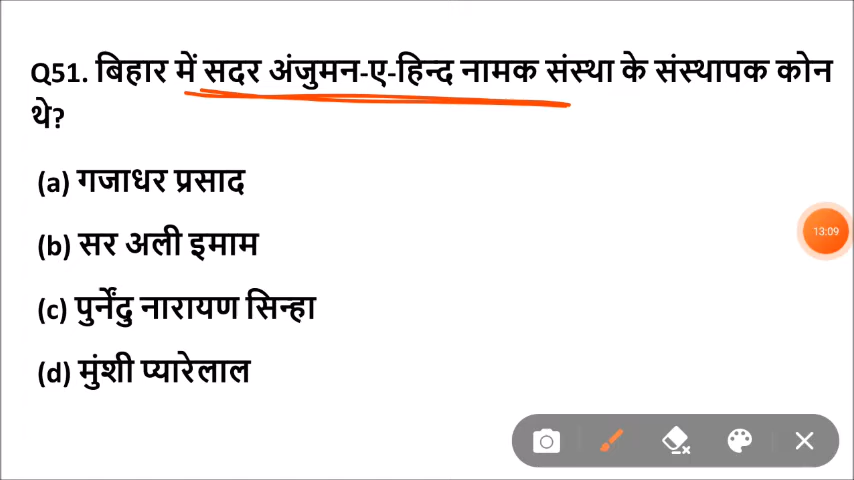 Q51. बिहार में सदर अंजुमन-ए-हिन्द नामक संस्था के संस्थापक कोन
थे?
(a) गजाधर प्रसाद
(b) सर अली इमाम
(c) पुर्नेंदु नारायण सिन्हा
(d) मुंशी प्यारेलाल
13:09